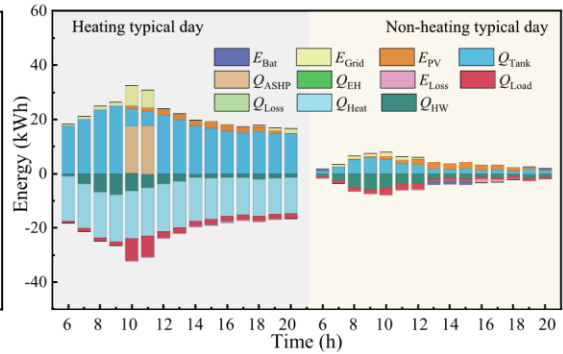 60
Heating typical day
Non-heating typical day
E_Bat E_Grid E_PV Q_Tank
40
Q_ASHP Q_EH E_Loss Q_Load
Q_Loss Q_Heat Q_HW
20
0
-20
-40
Energy (kWh)
6 8 10 12 14 16 18 20 6 8 10 12 14 16 18 20
Time (h)